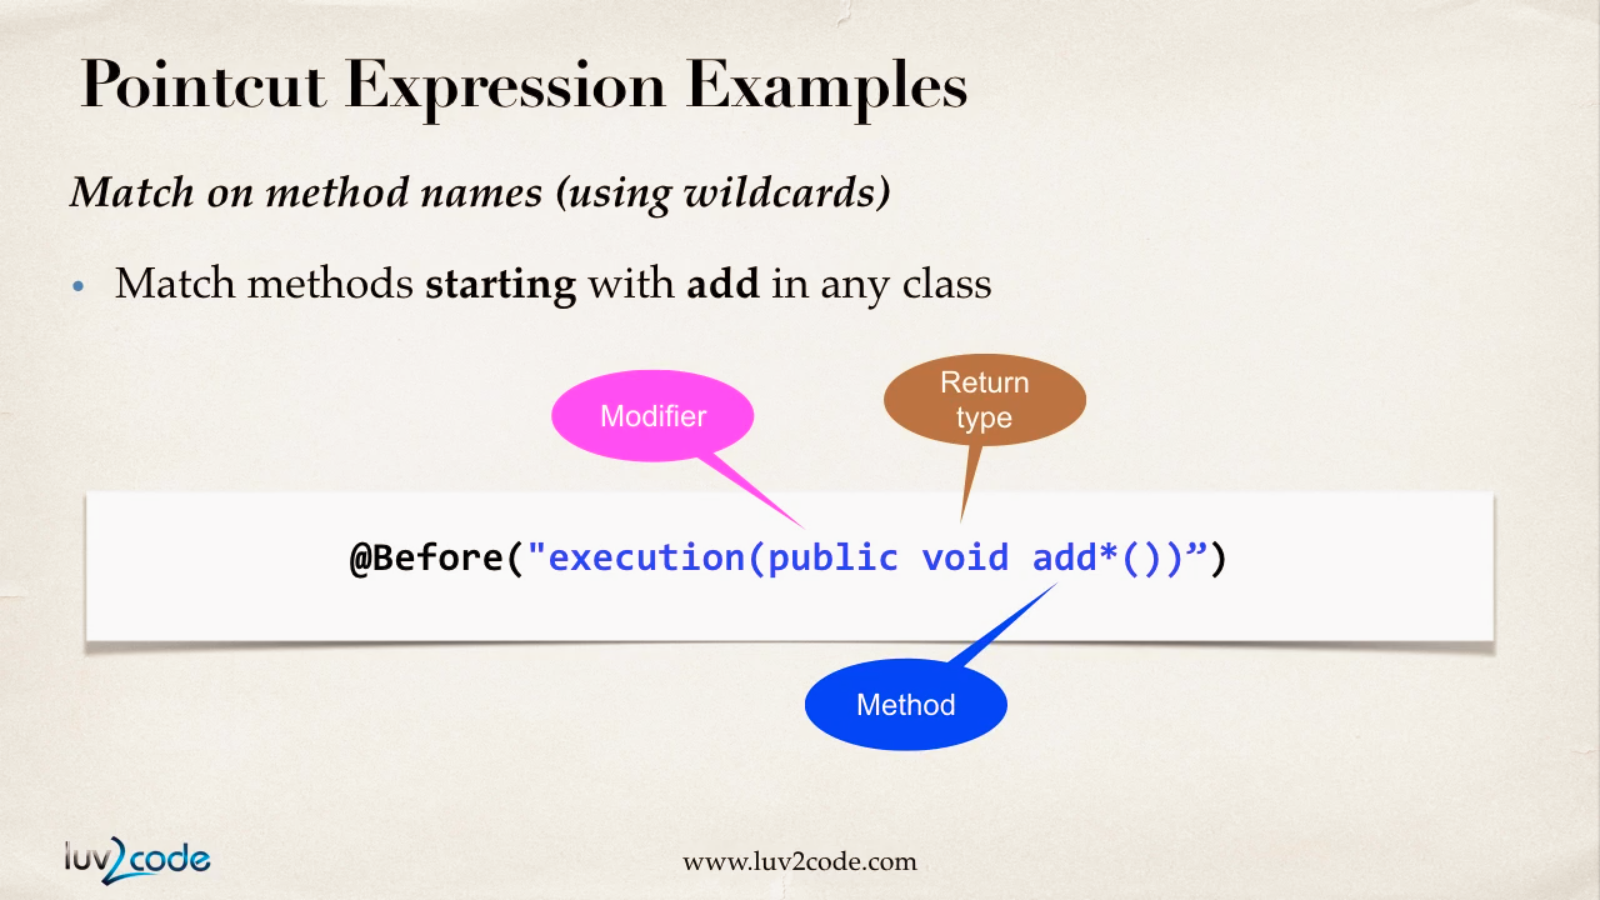 Pointcut Expression Examples
Match on method names (using wildcards)
• Match methods starting with add in any class
Modifier
Return
type
@Before("execution(public void add*())”)
Method
luv2code
www.luv2code.com